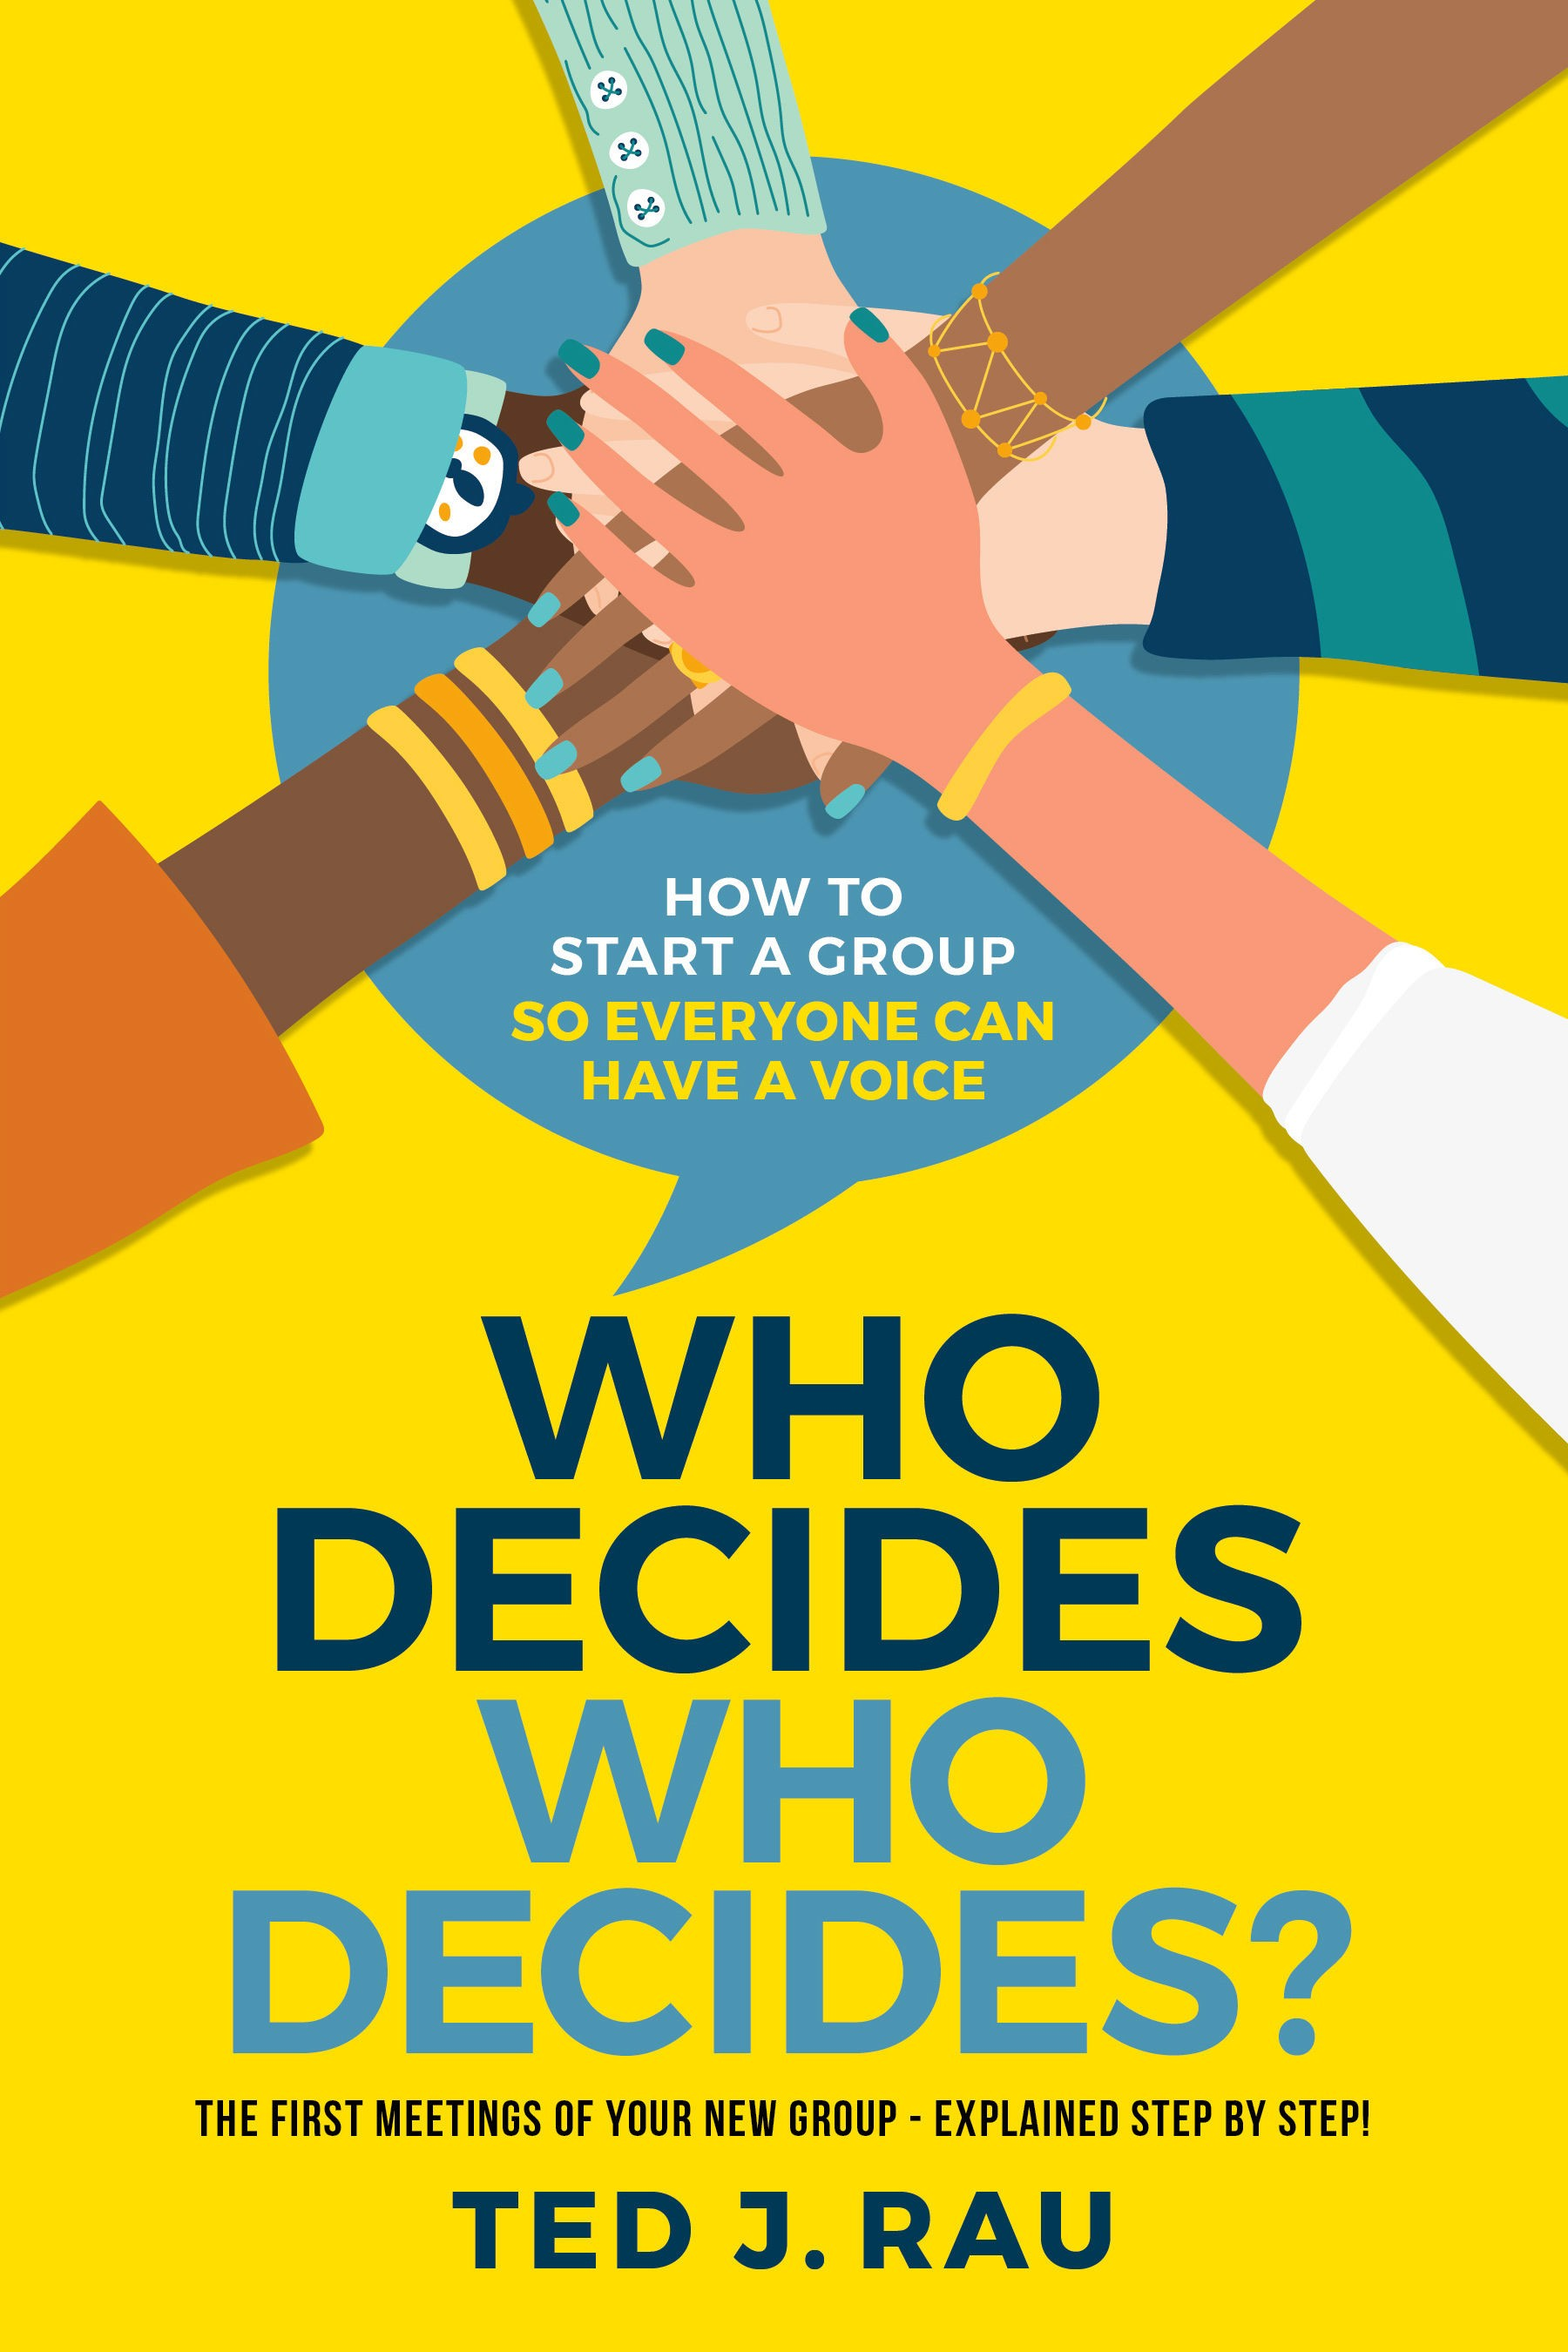 HOW TO
START A GROUP
SO EVERYONE CAN
HAVE A VOICE
WHO
DECIDES
WHO
DECIDES?
THE FIRST MEETINGS OF YOUR NEW GROUP - EXPLAINED STEP BY STEP!
TED J. RAU